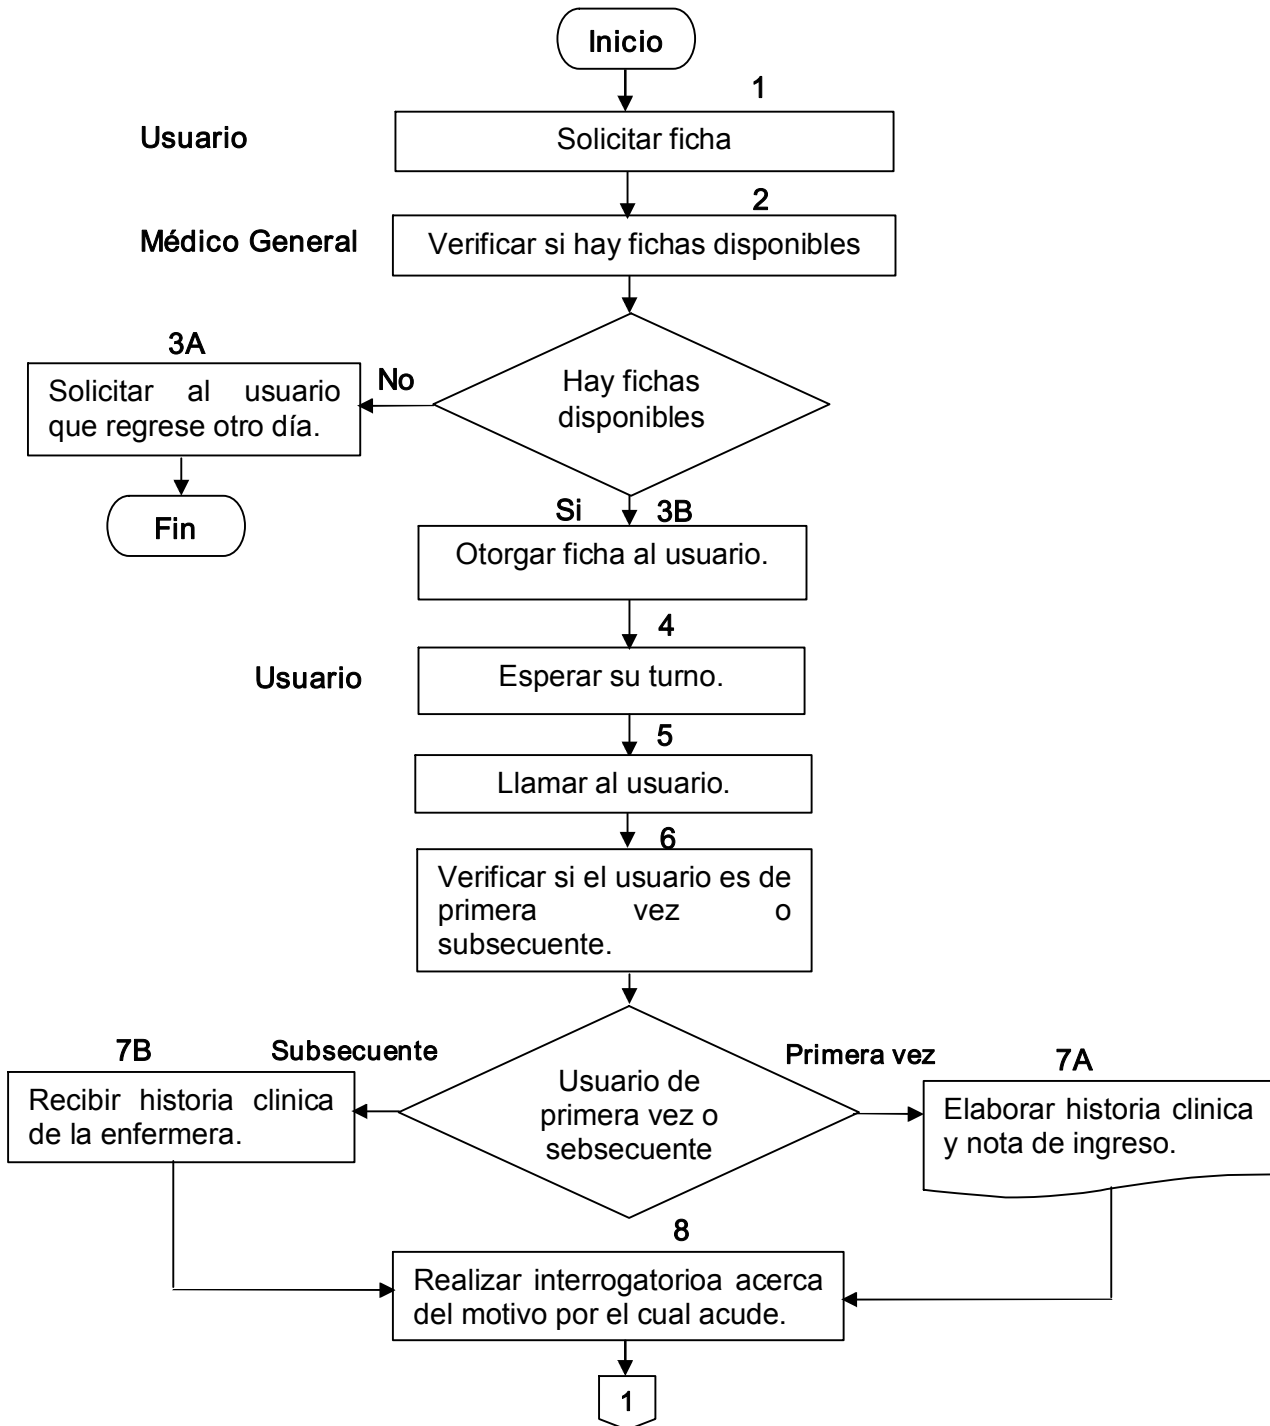 Inicio
1
Usuario
Solicitar ficha
2
Médico General
Verificar si hay fichas disponibles
3A
Solicitar al usuario
que regrese otro día.
No
Hay fichas
disponibles
Fin
Si
3B
Otorgar ficha al usuario.
4
Usuario
Esperar su turno.
5
Llamar al usuario.
6
Verificar si el usuario es de
primera vez o
subsecuente.
7B
Subsecuente
Primera vez
7A
Recibir historia clinica
de la enfermera.
Usuario de
primera vez o
sebsecuente
Elaborar historia clinica
y nota de ingreso.
8
Realizar interrogatorioa acerca
del motivo por el cual acude.
1